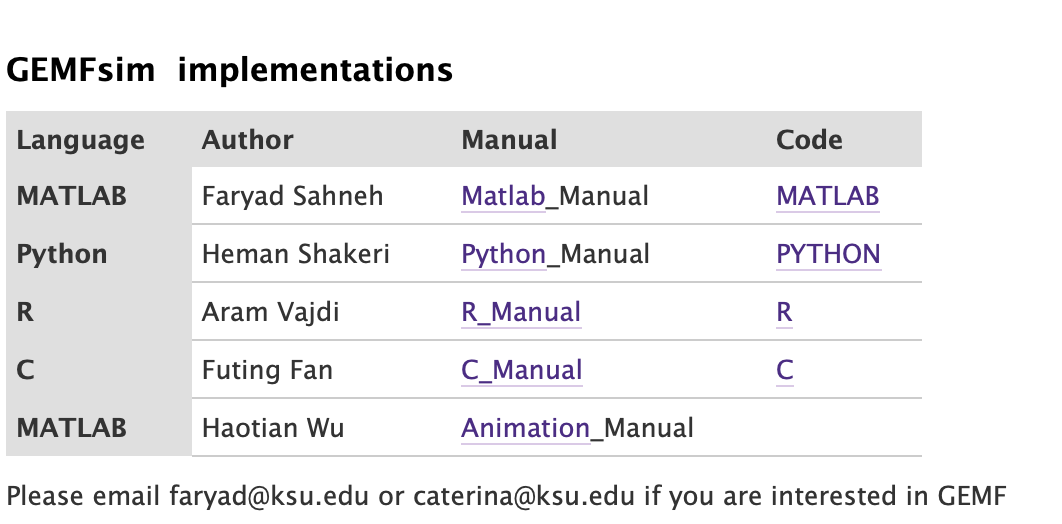 GEMFsim implementations
Language Author Manual Code
MATLAB Faryad Sahneh Matlab_Manual MATLAB
Python Heman Shakeri Python_Manual PYTHON
R Aram Vajdi R_Manual R
C Futing Fan C_Manual C
MATLAB Haotian Wu Animation_Manual
Please email faryad@ksu.edu or caterina@ksu.edu if you are interested in GEMF